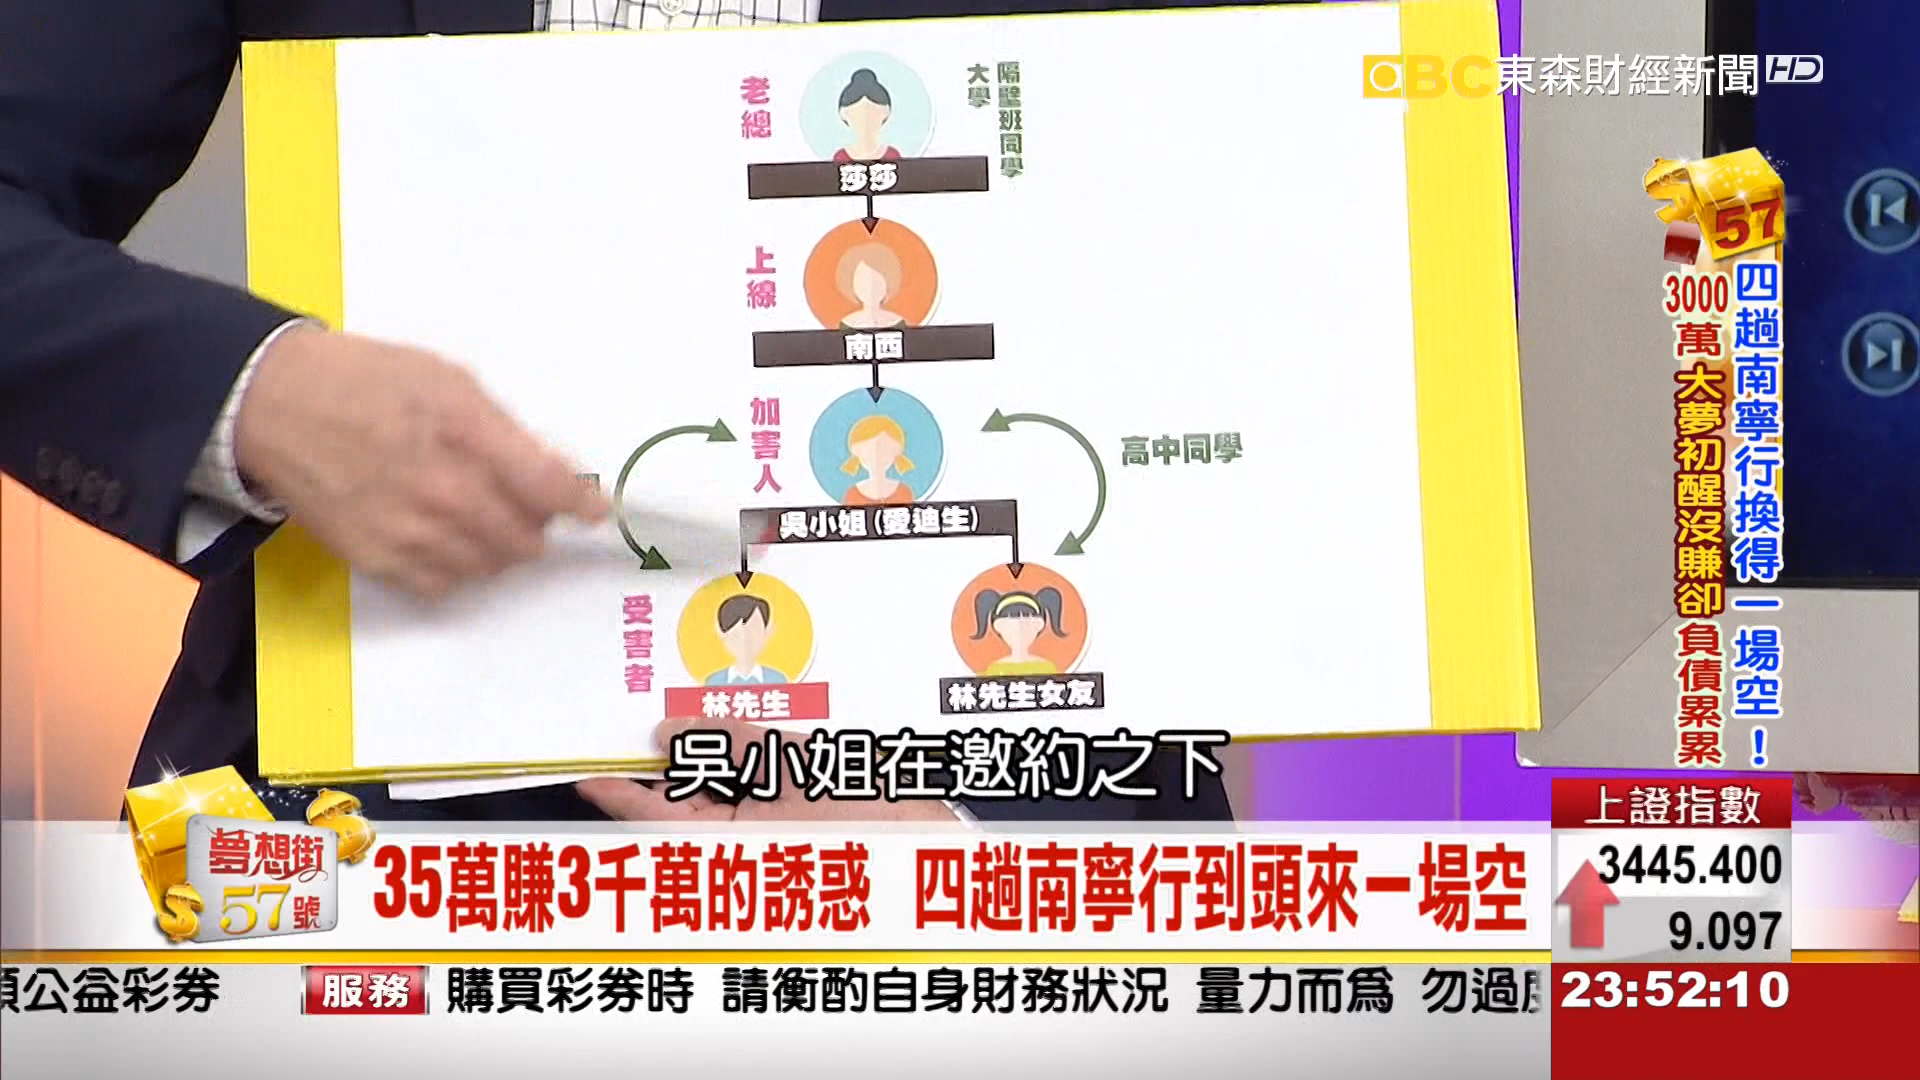 EBC東森財經新聞HD
老總
大學
隔壁班同學
莎莎
上線
南西
加害人
高中同學
吳小姐(愛迪生)
受害者
林先生
林先生女友
57
四趟南寧行換得一場空！
3000萬大夢初醒沒賺卻負債累累
吳小姐在邀約之下
夢想街
57號
35萬賺3千萬的誘惑 四趟南寧行到頭來一場空
上證指數
3445.400
9.097
公益彩券 服務 購買彩券時 請衡酌自身財務狀況 量力而為 勿過
23:52:10